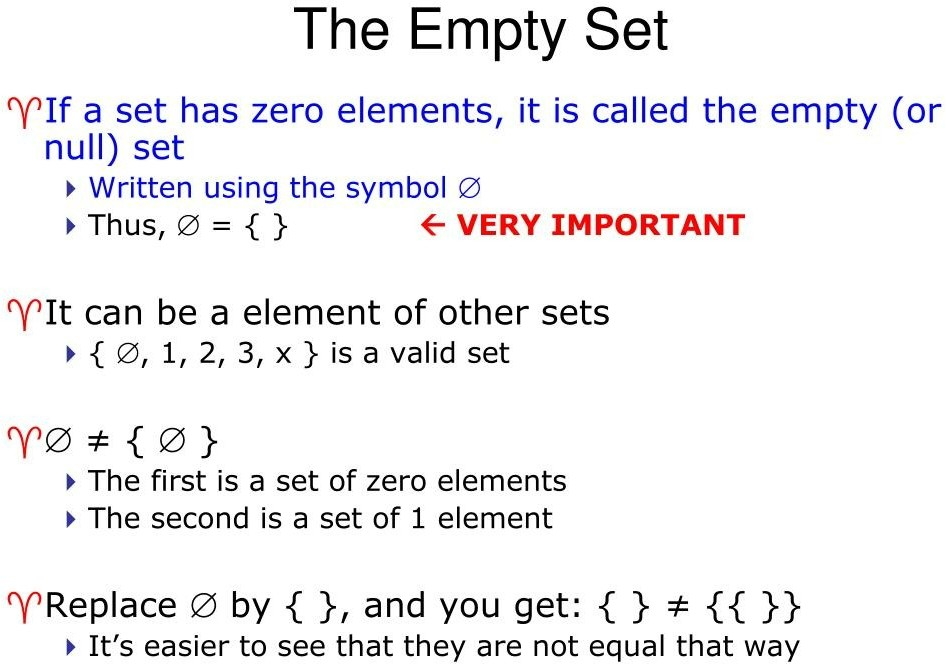 The Empty Set
♈If a set has zero elements, it is called the empty (or
null) set
‣ Written using the symbol ∅
‣ Thus, ∅ = { } ← VERY IMPORTANT
♈It can be a element of other sets
‣ { ∅, 1, 2, 3, x } is a valid set
♈∅ ≠ { ∅ }
‣ The first is a set of zero elements
‣ The second is a set of 1 element
♈Replace ∅ by { }, and you get: { } ≠ {{ }}
‣ It’s easier to see that they are not equal that way